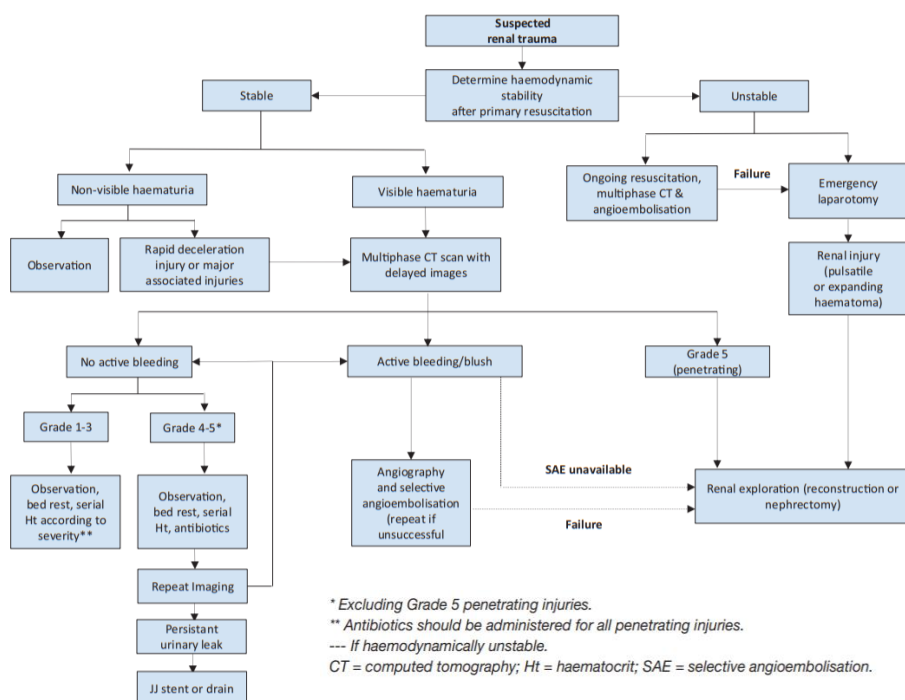 Suspected
renal trauma
Determine haemodynamic
stability
after primary resuscitation
Stable
Unstable
Non-visible haematuria
Visible haematuria
Ongoing resuscitation,
multiphase CT &
angioembolisation
Failure
Emergency
laparotomy
Observation
Rapid deceleration
injury or major
associated injuries
Multiphase CT scan with
delayed images
Renal injury
(pulsatile
or expanding
haematoma)
No active bleeding
Active bleeding/blush
Grade 5
(penetrating)
Grade 1-3
Grade 4-5*
Observation,
bed rest, serial
Ht according to
severity**
Observation,
bed rest, serial
Ht, antibiotics
Angiography
and selective
angioembolisation
(repeat if
unsuccessful
SAE unavailable
Failure
Renal exploration (reconstruction or
nephrectomy)
Repeat Imaging
Persistant
urinary leak
JJ stent or drain
* Excluding Grade 5 penetrating injuries.
** Antibiotics should be administered for all penetrating injuries.
--- If haemodynamically unstable.
CT = computed tomography; Ht = haematocrit; SAE = selective angioembolisation.